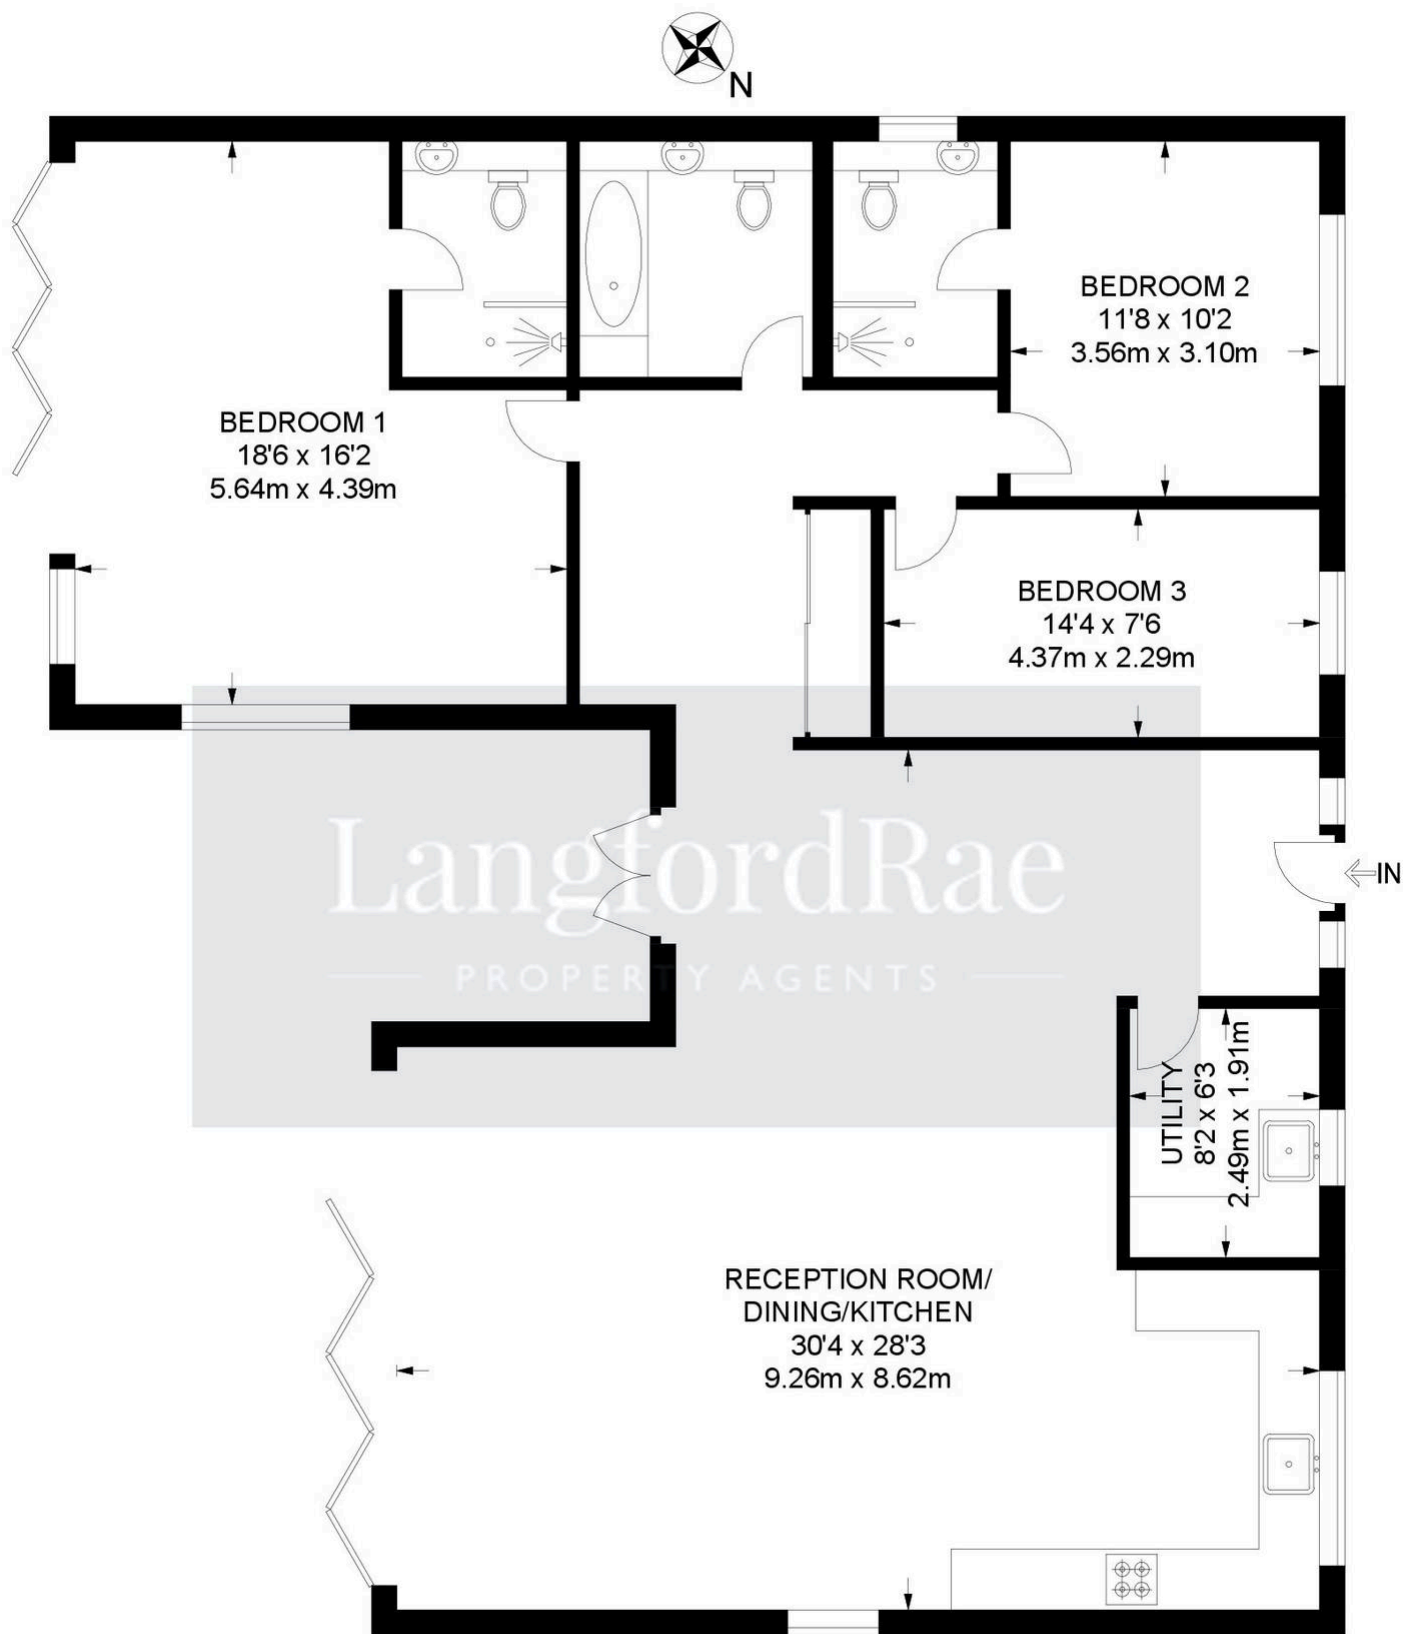 N
BEDROOM 2
11'8 x 10'2
3.56m x 3.10m
BEDROOM 1
18'6 x 16'2
5.64m x 4.39m
BEDROOM 3
14'4 x 7'6
4.37m x 2.29m
LangfordRae
PROPERTY AGENTS
IN
UTILITY
8'2 x 6'3
2.49m x 1.91m
RECEPTION ROOM/
DINING/KITCHEN
30'4 x 28'3
9.26m x 8.62m